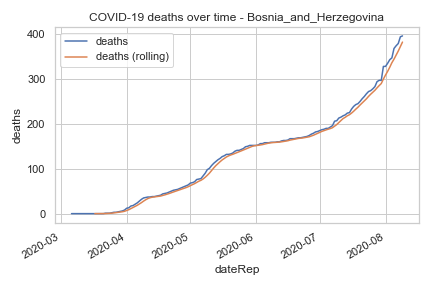 COVID-19 deaths over time - Bosnia_and_Herzegovina
deaths
deaths (rolling)
deaths
400
300
200
100
0
2020-03
2020-04
2020-05
2020-06
2020-07
2020-08
dateRep